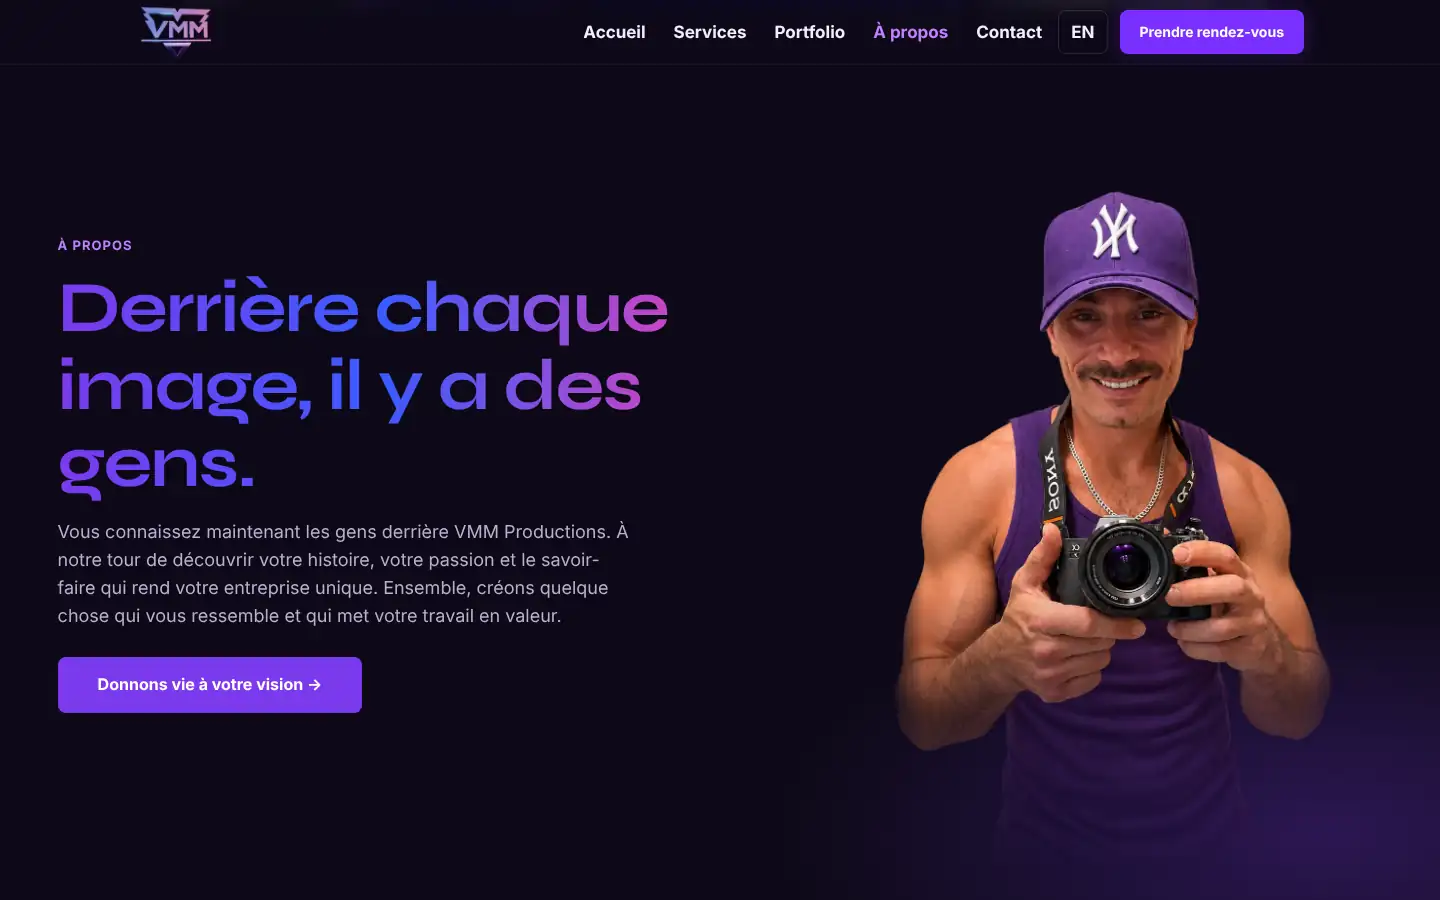 VMM
Accueil Services Portfolio À propos Contact EN Prendre rendez-vous
À PROPOS
Derrière chaque
image, il y a des
gens.
Vous connaissez maintenant les gens derrière VMM Productions. À
notre tour de découvrir votre histoire, votre passion et le savoir-
faire qui rend votre entreprise unique. Ensemble, créons quelque
chose qui vous ressemble et qui met votre travail en valeur.
Donnons vie à votre vision →
NY
SONY
α